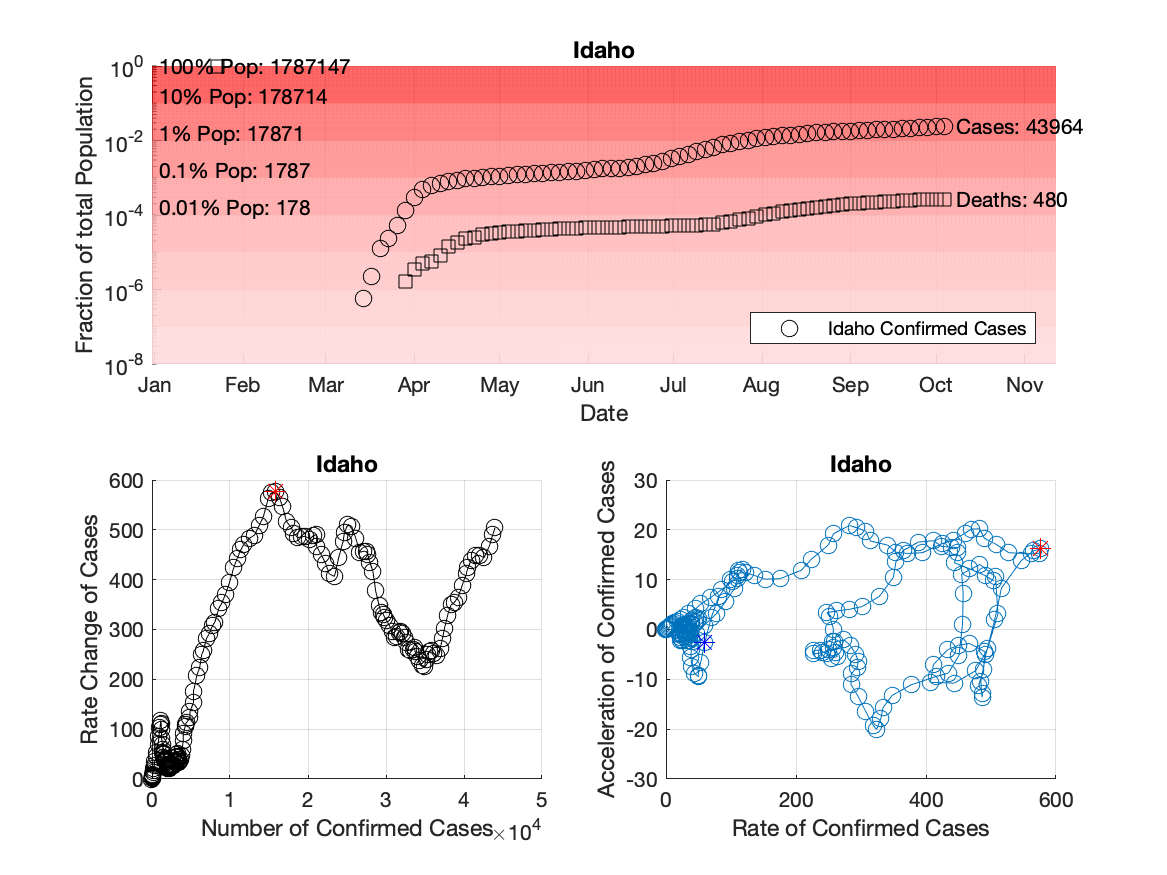 Idaho
10^0
10^-2
10^-4
10^-6
10^-8
Fraction of total Population
100% Pop: 1787147
10% Pop: 178714
1% Pop: 17871
0.1% Pop: 1787
0.01% Pop: 178
Cases: 43964
Deaths: 480
Idaho Confirmed Cases
Jan Feb Mar Apr May Jun Jul Aug Sep Oct Nov
Date
Idaho
600
500
400
300
200
100
0
Rate Change of Cases
0 1 2 3 4 5
Number of Confirmed Cases ×10^4
Idaho
30
20
10
0
-10
-20
-30
Acceleration of Confirmed Cases
0 200 400 600
Rate of Confirmed Cases